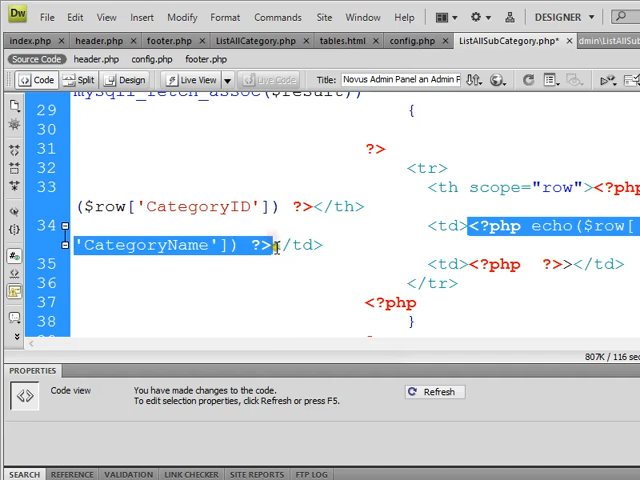 Dw File Edit View Insert Modify Format Commands Site Window Help DESIGNER
index.php × header.php × footer.php × ListAllCategory.php × tables.html × config.php × ListAllSubCategory.php* × dmin\ListAllSub
Source Code header.php config.php footer.php
Code Split Design Live View Live Code Title: Novus Admin Panel an Admin P
mysqli_fetch_assoc($result))
29 {
30
31 ?>
32 <tr>
33 <th scope="row"><?php
($row['CategoryID']) ?></th>
34 <td><?php echo($row[
'CategoryName']) ?></td>
35 <td><?php ?>></td>
36 </tr>
37 <?php
38 }
807K / 116 sec
PROPERTIES
Code view You have made changes to the code. Refresh
To edit selection properties, click Refresh or press F5.
SEARCH REFERENCE VALIDATION LINK CHECKER SITE REPORTS FTP LOG